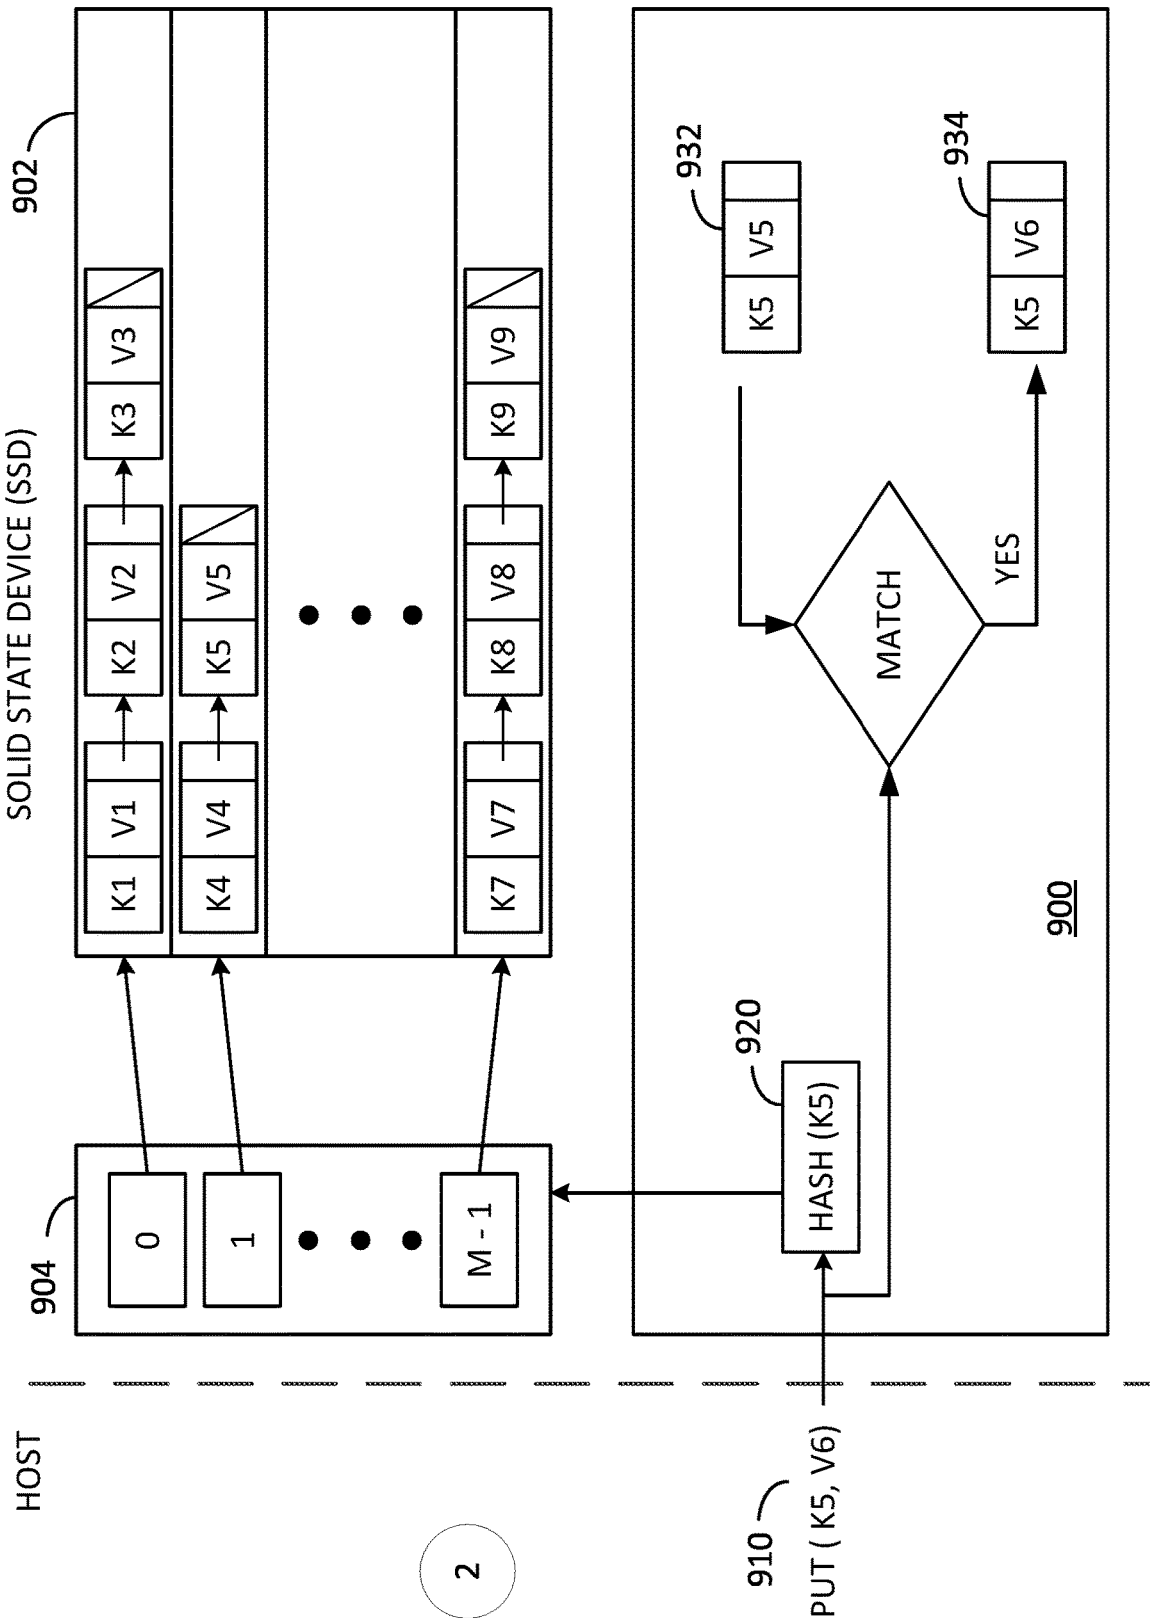 HOST
SOLID STATE DEVICE (SSD)
904
902
0
K1 V1 K2 V2 K3 V3
1
K4 V4 K5 V5
M - 1
K7 V7 K8 V8 K9 V9
2
910
PUT ( K5, V6)
920
HASH (K5)
932
K5 V5
MATCH
YES
934
K5 V6
900